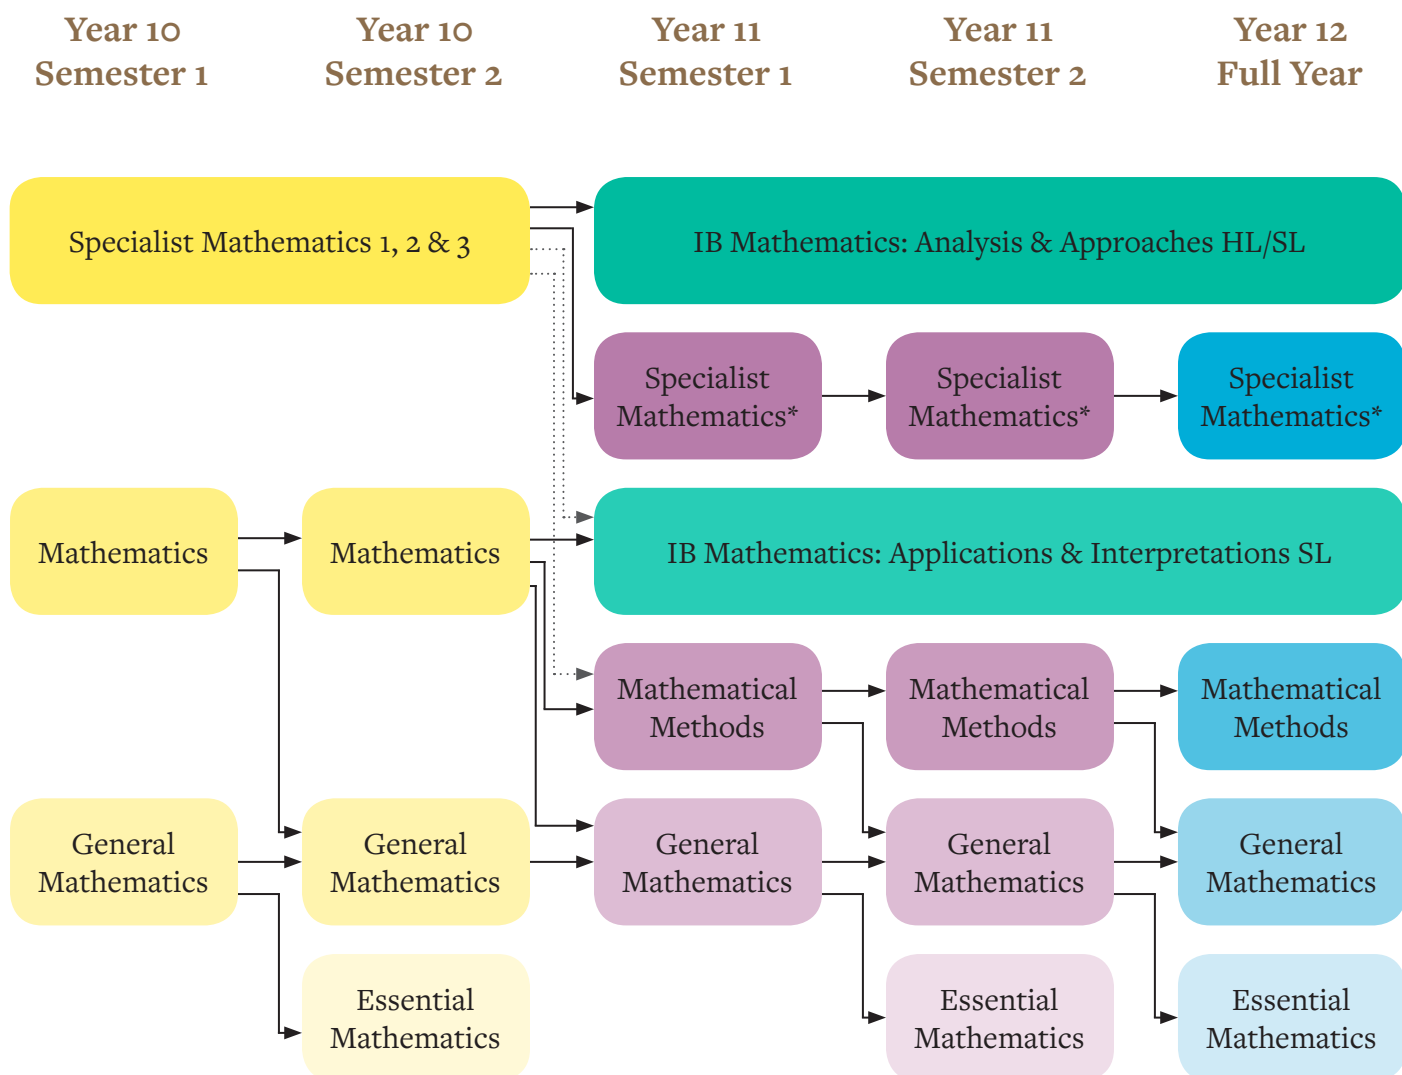 Year 10
Semester 1
Year 10
Semester 2
Year 11
Semester 1
Year 11
Semester 2
Year 12
Full Year
Specialist Mathematics 1, 2 & 3
IB Mathematics: Analysis & Approaches HL/SL
Specialist
Mathematics*
Specialist
Mathematics*
Specialist
Mathematics*
Mathematics
Mathematics
IB Mathematics: Applications & Interpretations SL
Mathematical
Methods
Mathematical
Methods
Mathematical
Methods
General
Mathematics
General
Mathematics
General
Mathematics
General
Mathematics
General
Mathematics
Essential
Mathematics
Essential
Mathematics
Essential
Mathematics